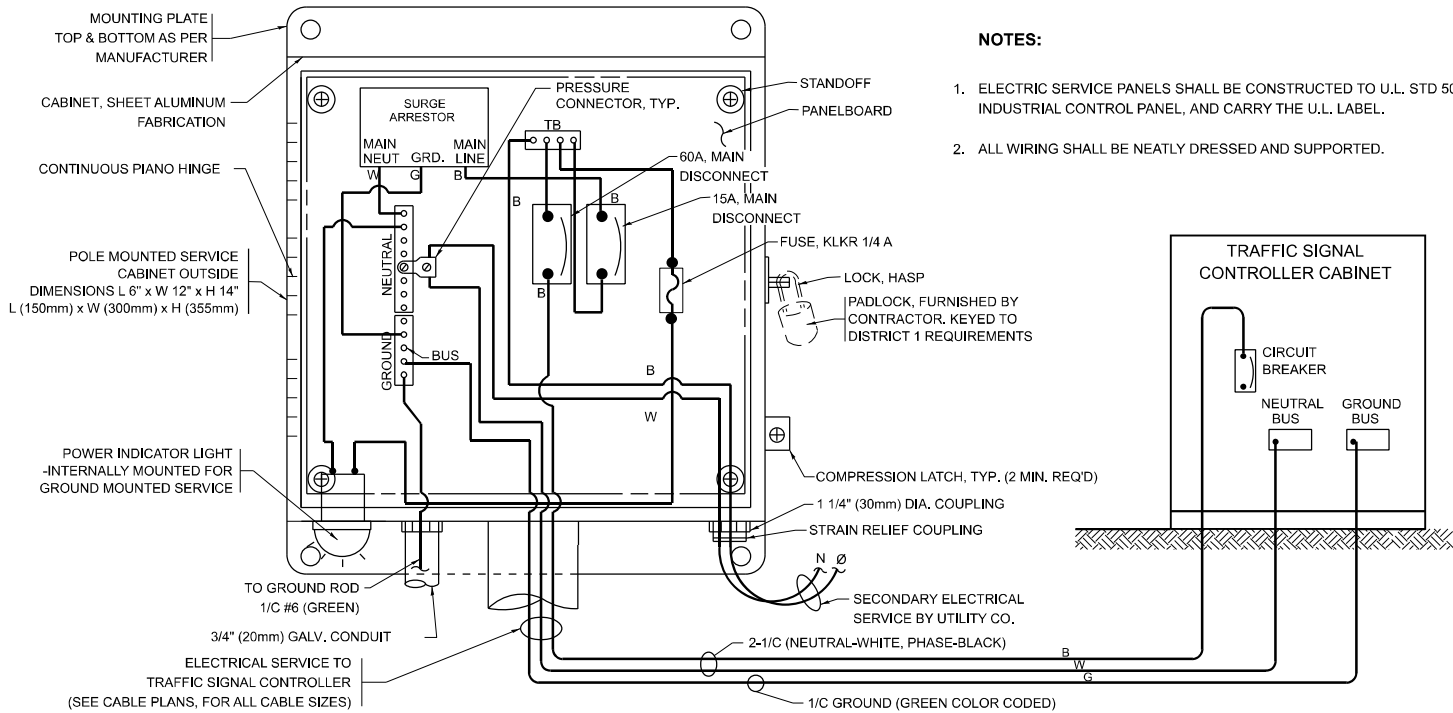 MOUNTING PLATE
TOP & BOTTOM AS PER
MANUFACTURER
CABINET, SHEET ALUMINUM
FABRICATION
CONTINUOUS PIANO HINGE
POLE MOUNTED SERVICE
CABINET OUTSIDE
DIMENSIONS L 6" x W 12" x H 14"
L (150mm) x W (300mm) x H (355mm)
POWER INDICATOR LIGHT
-INTERNALLY MOUNTED FOR
GROUND MOUNTED SERVICE
TO GROUND ROD
1/C #6 (GREEN)
3/4" (20mm) GALV. CONDUIT
ELECTRICAL SERVICE TO
TRAFFIC SIGNAL CONTROLLER
(SEE CABLE PLANS, FOR ALL CABLE SIZES)
SURGE
ARRESTOR
MAIN
NEUT
GRD.
MAIN
LINE
W
G
B
PRESSURE
CONNECTOR, TYP.
TB
NEUTRAL
GROUND
BUS
B
B
B
B
W
STANDOFF
PANELBOARD
60A, MAIN
DISCONNECT
15A, MAIN
DISCONNECT
FUSE, KLKR 1/4 A
LOCK, HASP
PADLOCK, FURNISHED BY
CONTRACTOR. KEYED TO
DISTRICT 1 REQUIREMENTS
COMPRESSION LATCH, TYP. (2 MIN. REQ'D)
1 1/4" (30mm) DIA. COUPLING
STRAIN RELIEF COUPLING
N Ø
SECONDARY ELECTRICAL
SERVICE BY UTILITY CO.
2-1/C (NEUTRAL-WHITE, PHASE-BLACK)
B
W
G
1/C GROUND (GREEN COLOR CODED)
NOTES:
1. ELECTRIC SERVICE PANELS SHALL BE CONSTRUCTED TO U.L. STD 50
INDUSTRIAL CONTROL PANEL, AND CARRY THE U.L. LABEL.
2. ALL WIRING SHALL BE NEATLY DRESSED AND SUPPORTED.
TRAFFIC SIGNAL
CONTROLLER CABINET
CIRCUIT
BREAKER
NEUTRAL
BUS
GROUND
BUS